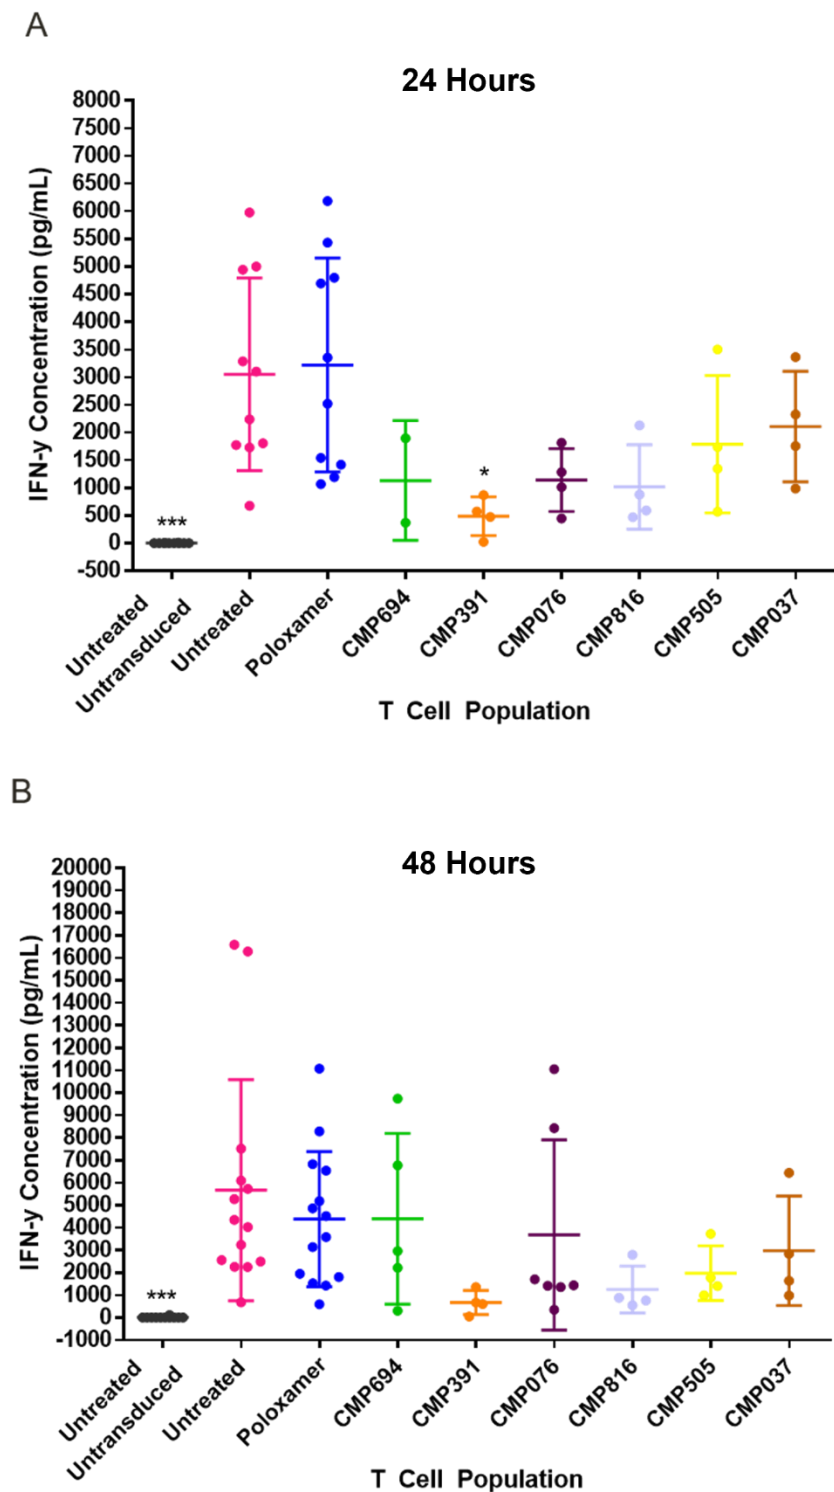 A
24 Hours
8000
7500
7000
6500
6000
5500
5000
4500
4000
3500
3000
2500
2000
1500
1000
500
0
-500
IFN-y Concentration (pg/mL)
***
*
Untreated
Untransduced
Untreated
Poloxamer
CMP694
CMP391
CMP076
CMP816
CMP505
CMP037
T Cell Population
B
48 Hours
20000
19000
18000
17000
16000
15000
14000
13000
12000
11000
10000
9000
8000
7000
6000
5000
4000
3000
2000
1000
0
-1000
IFN-y Concentration (pg/mL)
***
Untreated
Untransduced
Untreated
Poloxamer
CMP694
CMP391
CMP076
CMP816
CMP505
CMP037
T Cell Population